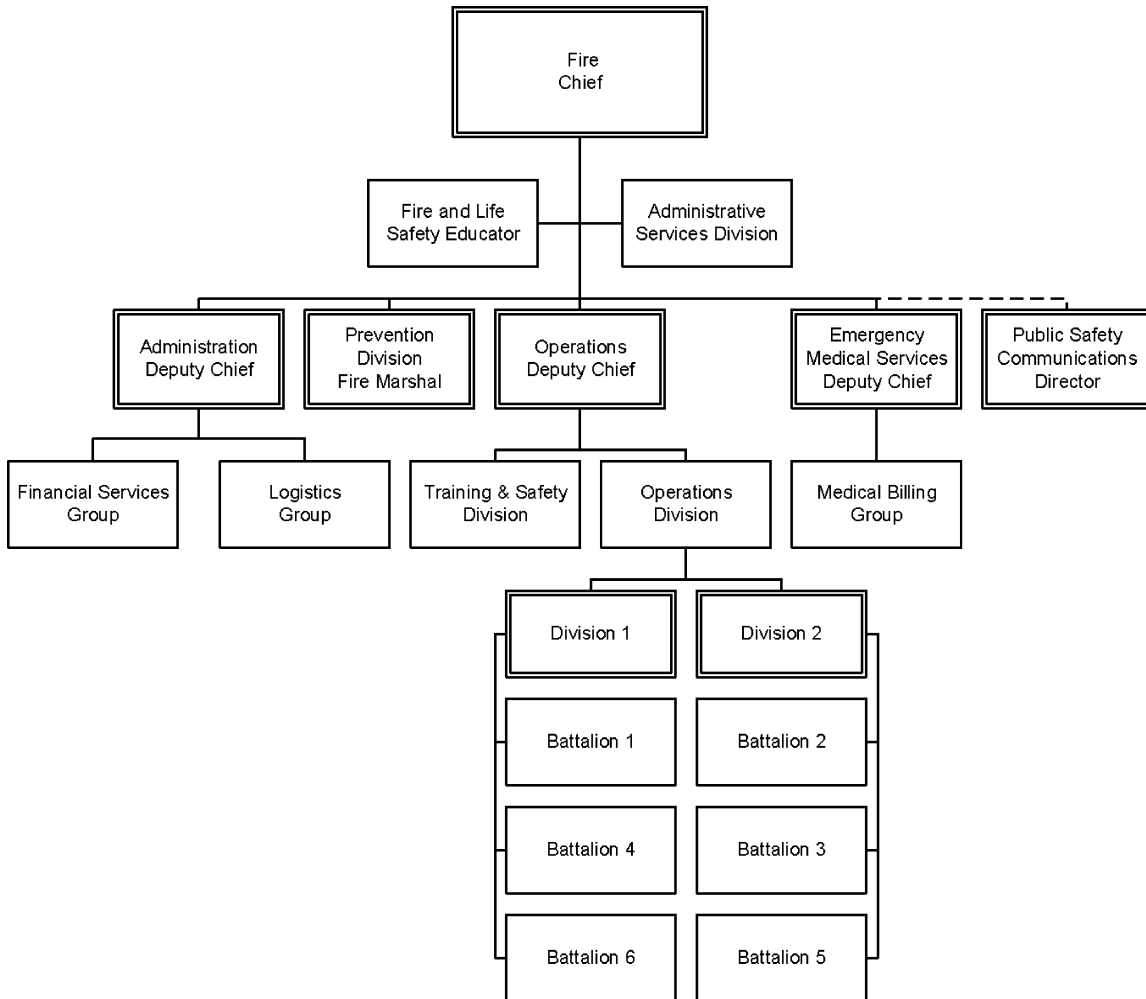 Fire
Chief
Fire and Life
Safety Educator
Administrative
Services Division
Administration
Deputy Chief
Prevention
Division
Fire Marshal
Operations
Deputy Chief
Emergency
Medical Services
Deputy Chief
Public Safety
Communications
Director
Financial Services
Group
Logistics
Group
Training & Safety
Division
Operations
Division
Medical Billing
Group
Division 1
Division 2
Battalion 1
Battalion 2
Battalion 4
Battalion 3
Battalion 6
Battalion 5